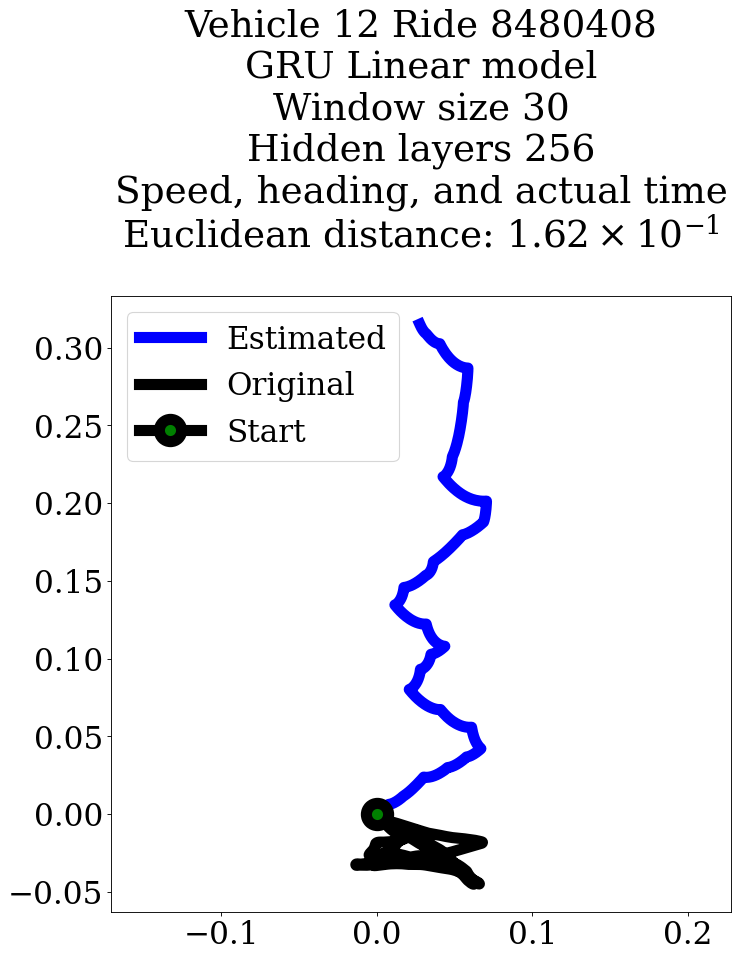 Vehicle 12 Ride 8480408
GRU Linear model
Window size 30
Hidden layers 256
Speed, heading, and actual time
Euclidean distance: 1.62 × 10⁻¹
Estimated
Original
Start
0.30
0.25
0.20
0.15
0.10
0.05
0.00
−0.05
−0.1
0.0
0.1
0.2